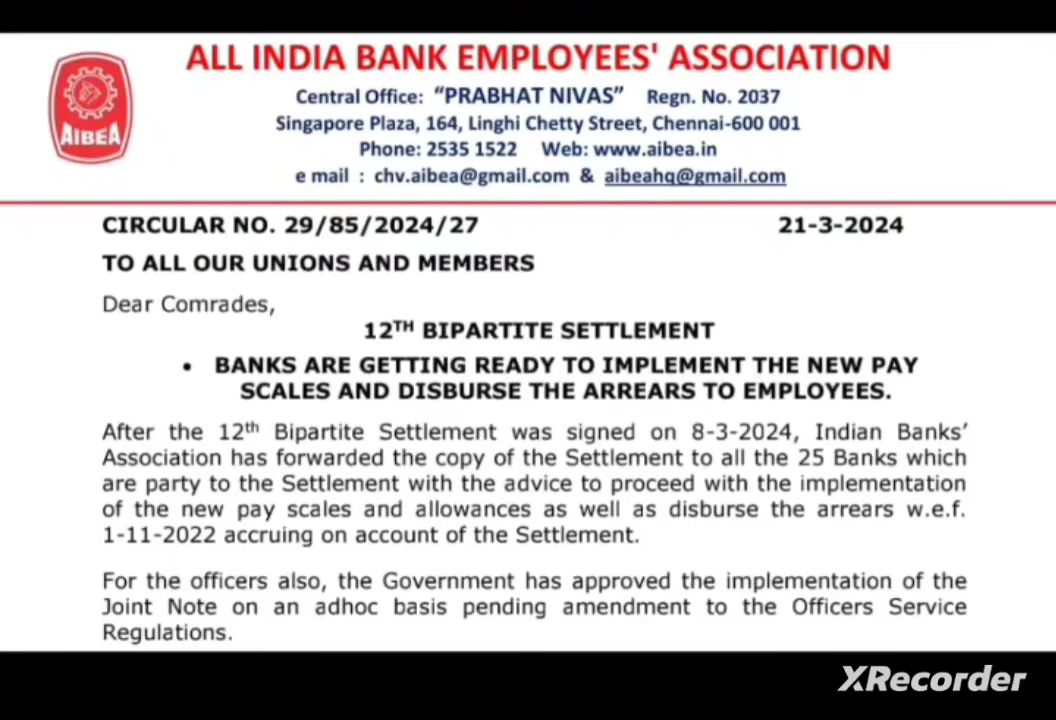 ALL INDIA BANK EMPLOYEES' ASSOCIATION
Central Office: “PRABHAT NIVAS” Regn. No. 2037
Singapore Plaza, 164, Linghi Chetty Street, Chennai-600 001
Phone: 2535 1522 Web: www.aibea.in
e mail : chv.aibea@gmail.com & aibeahq@gmail.com
AIBEA
CIRCULAR NO. 29/85/2024/27 21-3-2024
TO ALL OUR UNIONS AND MEMBERS
Dear Comrades,
12TH BIPARTITE SETTLEMENT
• BANKS ARE GETTING READY TO IMPLEMENT THE NEW PAY
SCALES AND DISBURSE THE ARREARS TO EMPLOYEES.
After the 12th Bipartite Settlement was signed on 8-3-2024, Indian Banks’
Association has forwarded the copy of the Settlement to all the 25 Banks which
are party to the Settlement with the advice to proceed with the implementation
of the new pay scales and allowances as well as disburse the arrears w.e.f.
1-11-2022 accruing on account of the Settlement.
For the officers also, the Government has approved the implementation of the
Joint Note on an adhoc basis pending amendment to the Officers Service
Regulations.
XRecorder